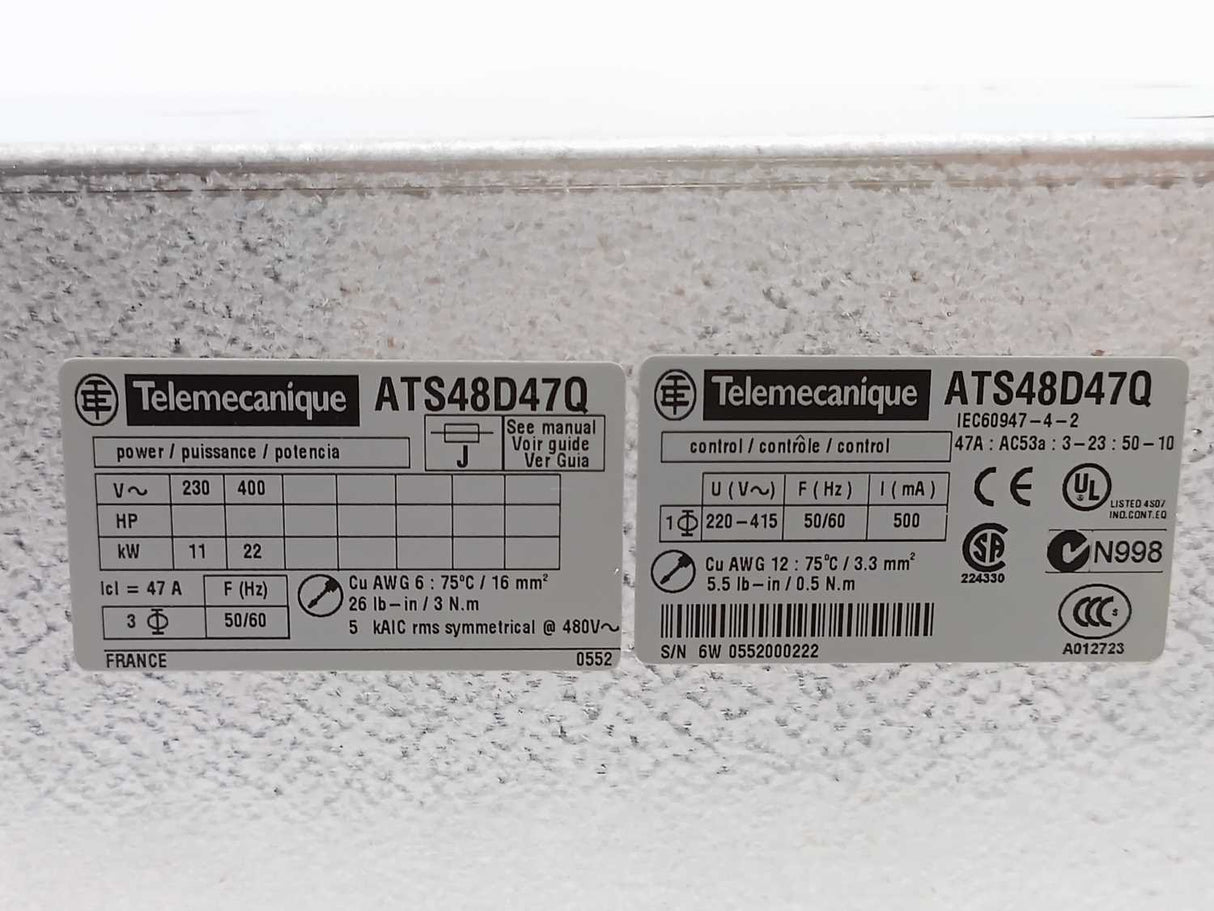 Telemecanique ATS48D47Q
power / puissance / potencia
J
See manual
Voir guide
Ver Guia
V~ 230 400
HP
kW 11 22
Icl = 47 A
F (Hz)
3 Φ 50/60
Cu AWG 6 : 75°C / 16 mm²
26 lb-in / 3 N.m
5 kAIC rms symmetrical @ 480V~
FRANCE 0552
Telemecanique ATS48D47Q
IEC60947-4-2
control / contrôle / control
47A : AC53a : 3-23 : 50-10
U (V~) F (Hz) I (mA)
1 Φ 220-415 50/60 500
CE
UL
LISTED 4S07
IND.CONT.EQ
Cu AWG 12 : 75°C / 3.3 mm²
5.5 lb-in / 0.5 N.m
SA
224330
N998
CCC S
A012723
S/N 6W 0552000222